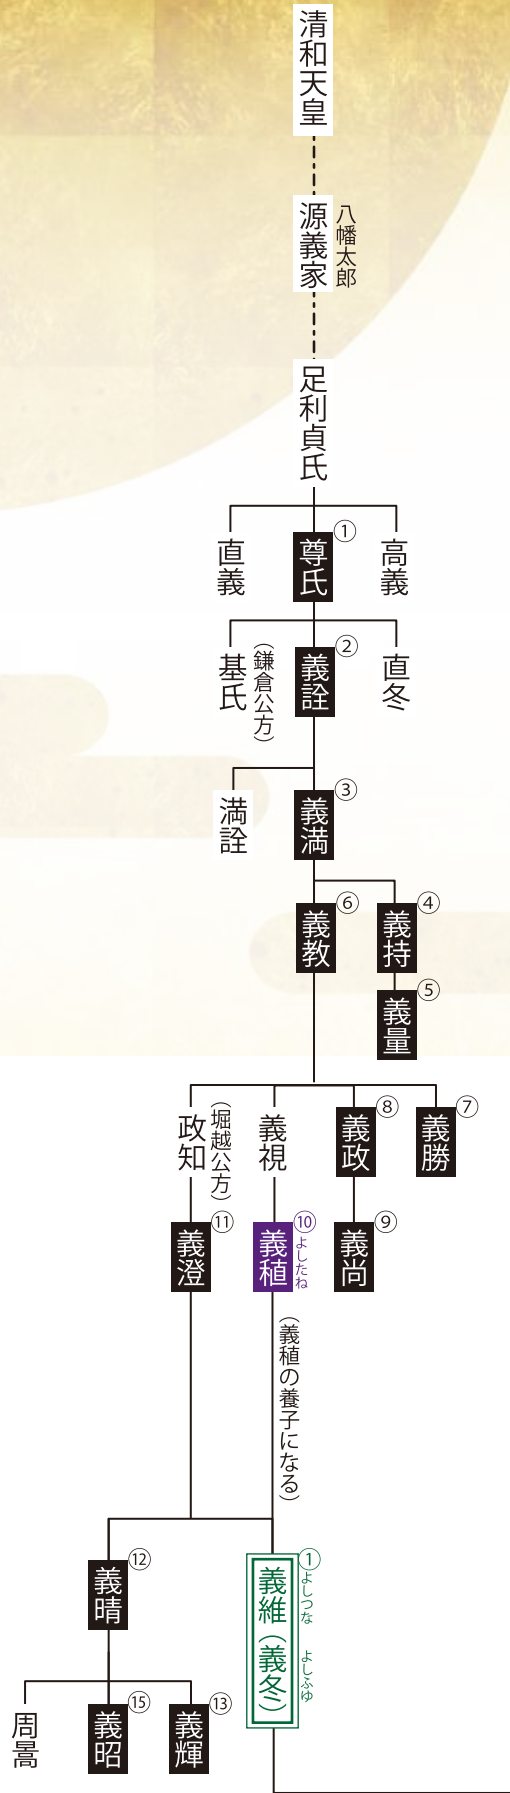 清和天皇
八幡太郎
源義家
足利貞氏
高義
①
尊氏
直義
直冬
②
義詮
(鎌倉公方)
基氏
③
義満
満詮
④
義持
⑥
義教
⑤
義量
⑦
義勝
⑧
義政
義視
(堀越公方)
政知
⑨
義尚
⑩
よしたね
義稙
⑪
義澄
(義稙の養子になる)
①
よしつな よしふゆ
義維(義冬)
⑫
義晴
⑬
義輝
⑮
義昭
周暠